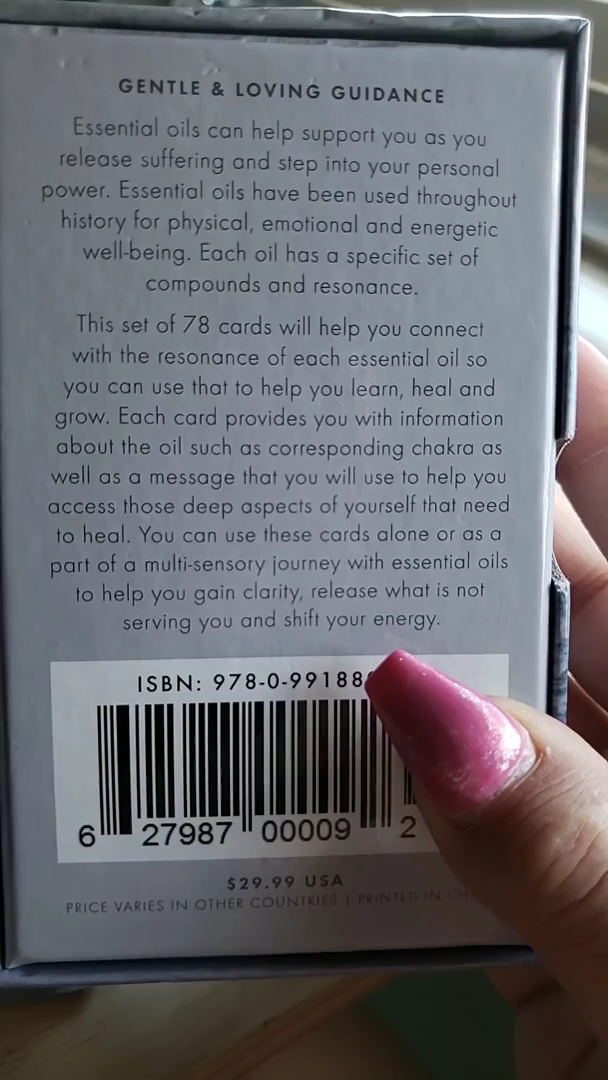 GENTLE & LOVING GUIDANCE
Essential oils can help support you as you
release suffering and step into your personal
power. Essential oils have been used throughout
history for physical, emotional and energetic
well-being. Each oil has a specific set of
compounds and resonance.
This set of 78 cards will help you connect
with the resonance of each essential oil so
you can use that to help you learn, heal and
grow. Each card provides you with information
about the oil such as corresponding chakra as
well as a message that you will use to help you
access those deep aspects of yourself that need
to heal. You can use these cards alone or as a
part of a multi-sensory journey with essential oils
to help you gain clarity, release what is not
serving you and shift your energy.
ISBN: 978-0-99188
6 27987 00009 2
$29.99 USA
PRICE VARIES IN OTHER COUNTRIES | PRINTED IN